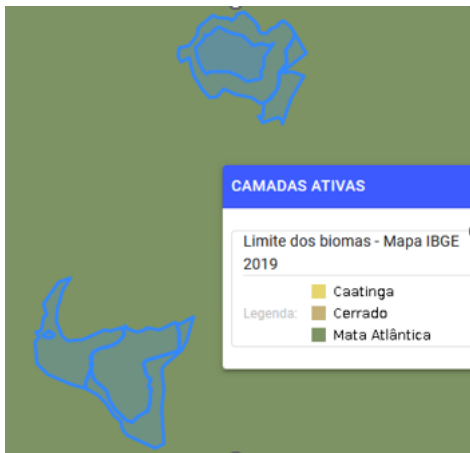 CAMADAS ATIVAS
Limite dos biomas - Mapa IBGE
2019
Legenda:
Caatinga
Cerrado
Mata Atlântica